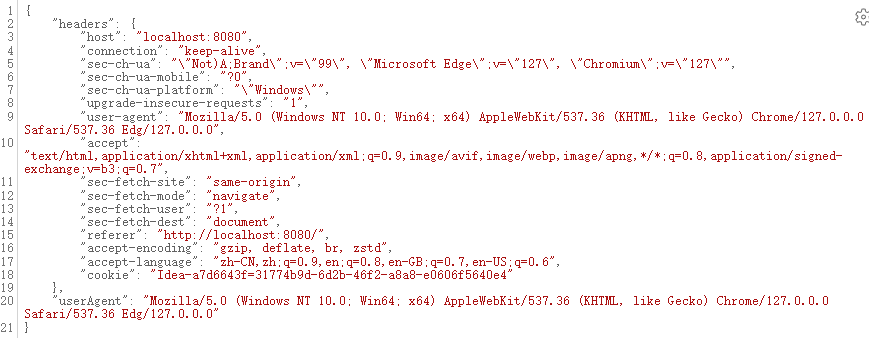 1 {
2 "headers": {
3 "host": "localhost:8080",
4 "connection": "keep-alive",
5 "sec-ch-ua": "\"Not)A;Brand\";v=\"99\", \"Microsoft Edge\";v=\"127\", \"Chromium\";v=\"127\"",
6 "sec-ch-ua-mobile": "?0",
7 "sec-ch-ua-platform": "\"Windows\"",
8 "upgrade-insecure-requests": "1",
9 "user-agent": "Mozilla/5.0 (Windows NT 10.0; Win64; x64) AppleWebKit/537.36 (KHTML, like Gecko) Chrome/127.0.0.0
Safari/537.36 Edg/127.0.0.0",
10 "accept":
"text/html,application/xhtml+xml,application/xml;q=0.9,image/avif,image/webp,image/apng,*/*;q=0.8,application/signed-
exchange;v=b3;q=0.7",
11 "sec-fetch-site": "same-origin",
12 "sec-fetch-mode": "navigate",
13 "sec-fetch-user": "?1",
14 "sec-fetch-dest": "document",
15 "referer": "http://localhost:8080/",
16 "accept-encoding": "gzip, deflate, br, zstd",
17 "accept-language": "zh-CN,zh;q=0.9,en;q=0.8,en-GB;q=0.7,en-US;q=0.6",
18 "cookie": "Idea-a7d6643f=31774b9d-6d2b-46f2-a8a8-e0606f5640e4"
19 },
20 "userAgent": "Mozilla/5.0 (Windows NT 10.0; Win64; x64) AppleWebKit/537.36 (KHTML, like Gecko) Chrome/127.0.0.0
Safari/537.36 Edg/127.0.0.0"
21 }